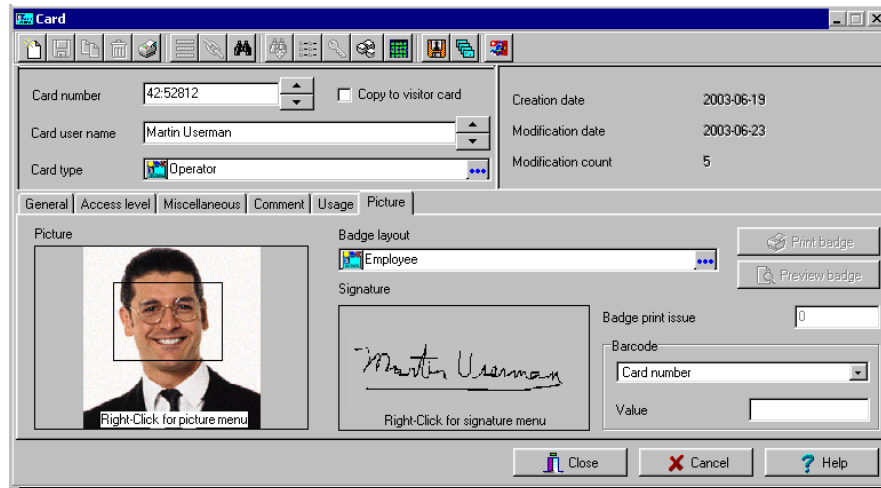 Card
Card number
42:52812
Copy to visitor card
Card user name
Martin Userman
Card type
Operator
Creation date
2003-06-19
Modification date
2003-06-23
Modification count
5
General
Access level
Miscellaneous
Comment
Usage
Picture
Picture
Right-Click for picture menu
Badge layout
Employee
Signature
Martin Userman
Right-Click for signature menu
Print badge
Preview badge
Badge print issue
0
Barcode
Card number
Value
Close
Cancel
Help